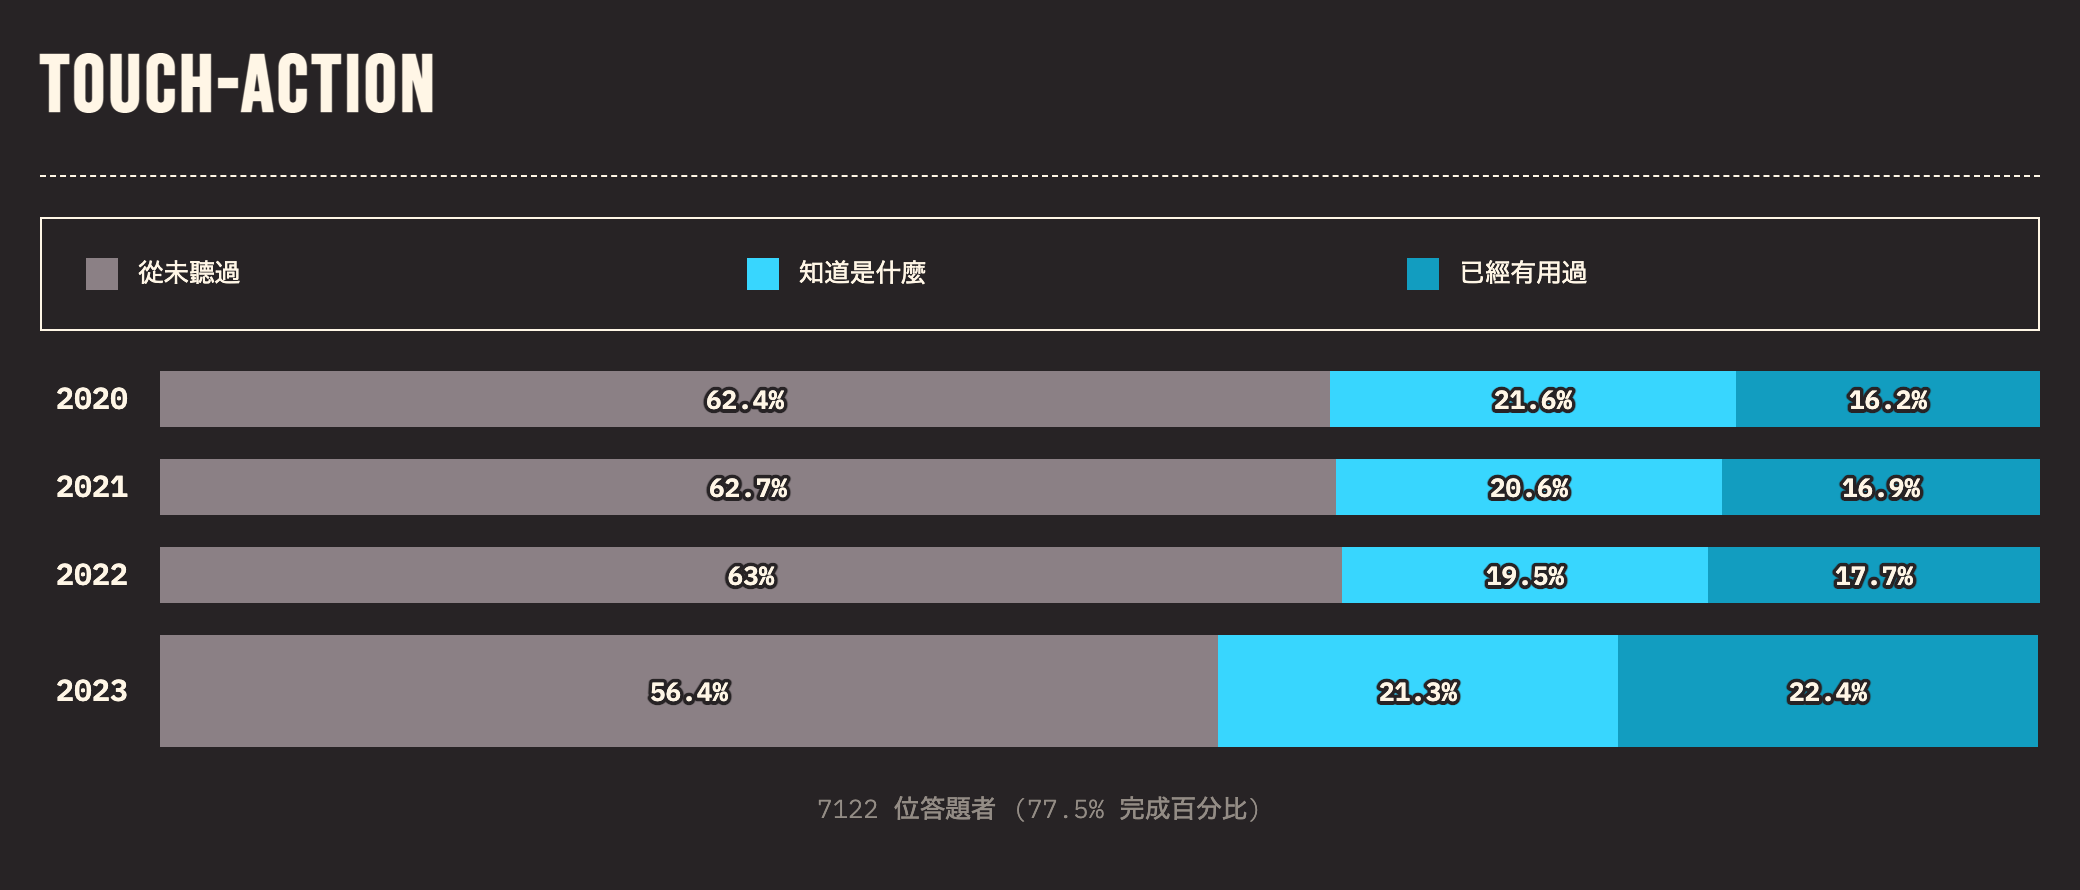 TOUCH-ACTION
從未聽過 知道是什麼 已經有用過
2020 62.4% 21.6% 16.2%
2021 62.7% 20.6% 16.9%
2022 63% 19.5% 17.7%
2023 56.4% 21.3% 22.4%
7122 位答題者 (77.5% 完成百分比)